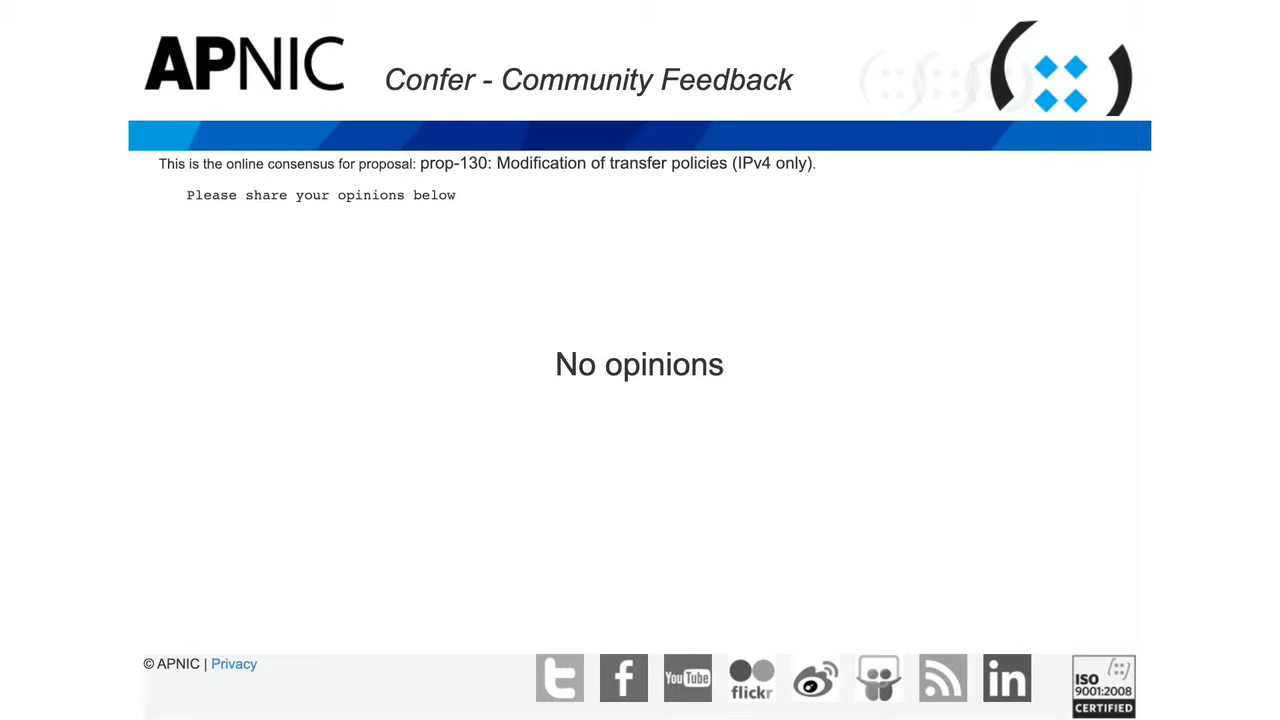 APNIC
Confer - Community Feedback
This is the online consensus for proposal: prop-130: Modification of transfer policies (IPv4 only).
Please share your opinions below
No opinions
© APNIC | Privacy
You Tube
flickr
in
ISO
9001:2008
CERTIFIED